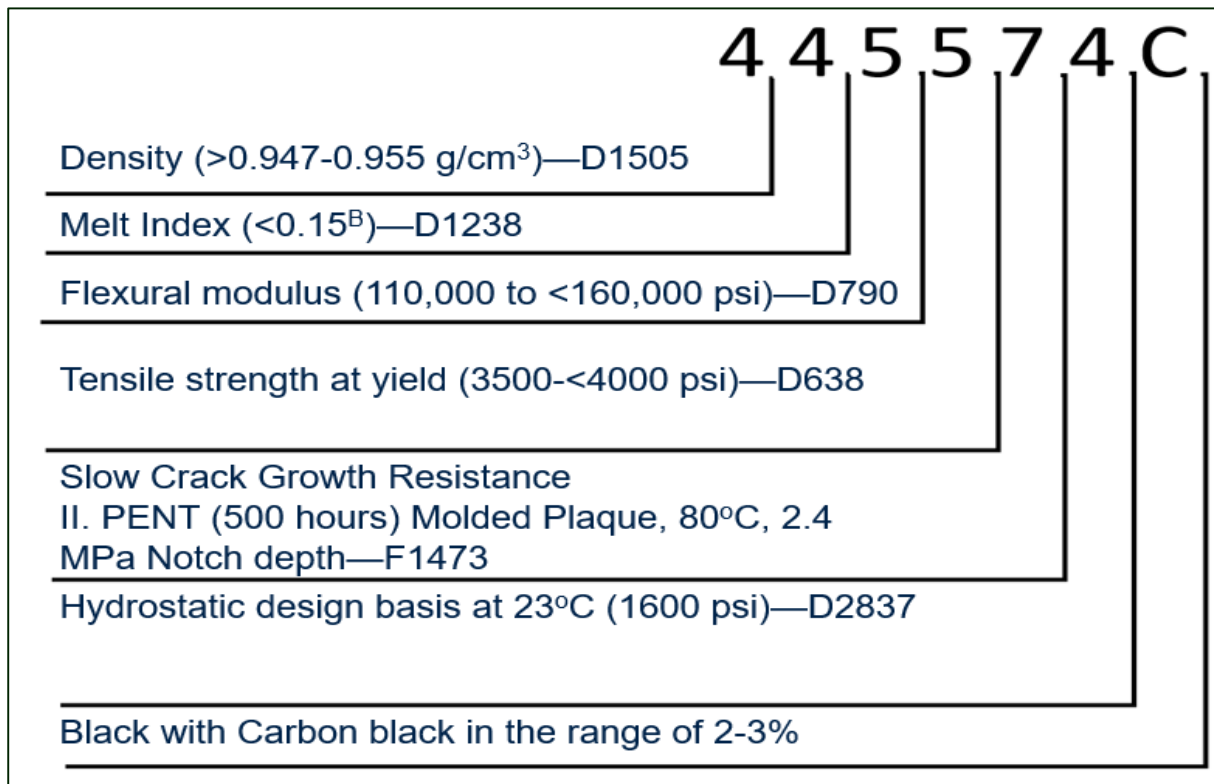 4 4 5 5 7 4 C
Density (>0.947-0.955 g/cm³)—D1505
Melt Index (<0.15ᴮ)—D1238
Flexural modulus (110,000 to <160,000 psi)—D790
Tensile strength at yield (3500-<4000 psi)—D638
Slow Crack Growth Resistance
II. PENT (500 hours) Molded Plaque, 80ºC, 2.4
MPa Notch depth—F1473
Hydrostatic design basis at 23ºC (1600 psi)—D2837
Black with Carbon black in the range of 2-3%